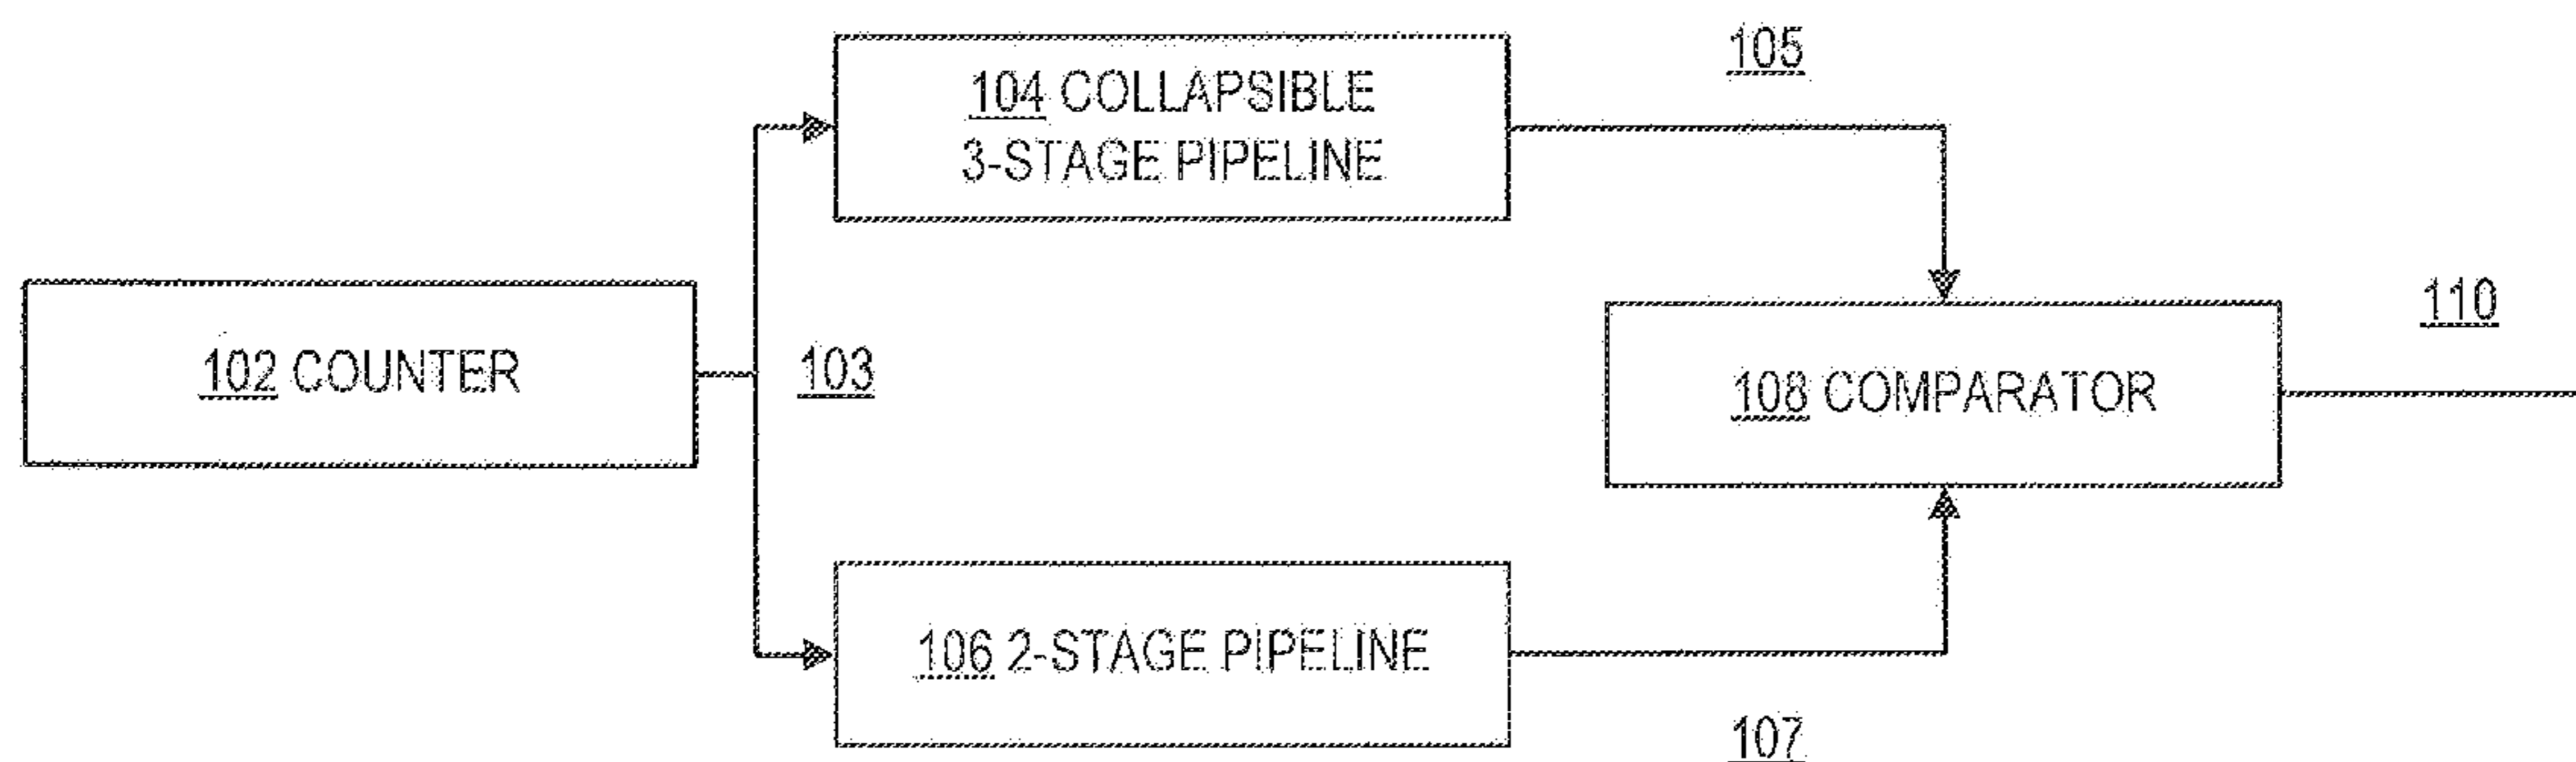 105
104 COLLAPSIBLE
3-STAGE PIPELINE
110
102 COUNTER
103
108 COMPARATOR
106 2-STAGE PIPELINE
107